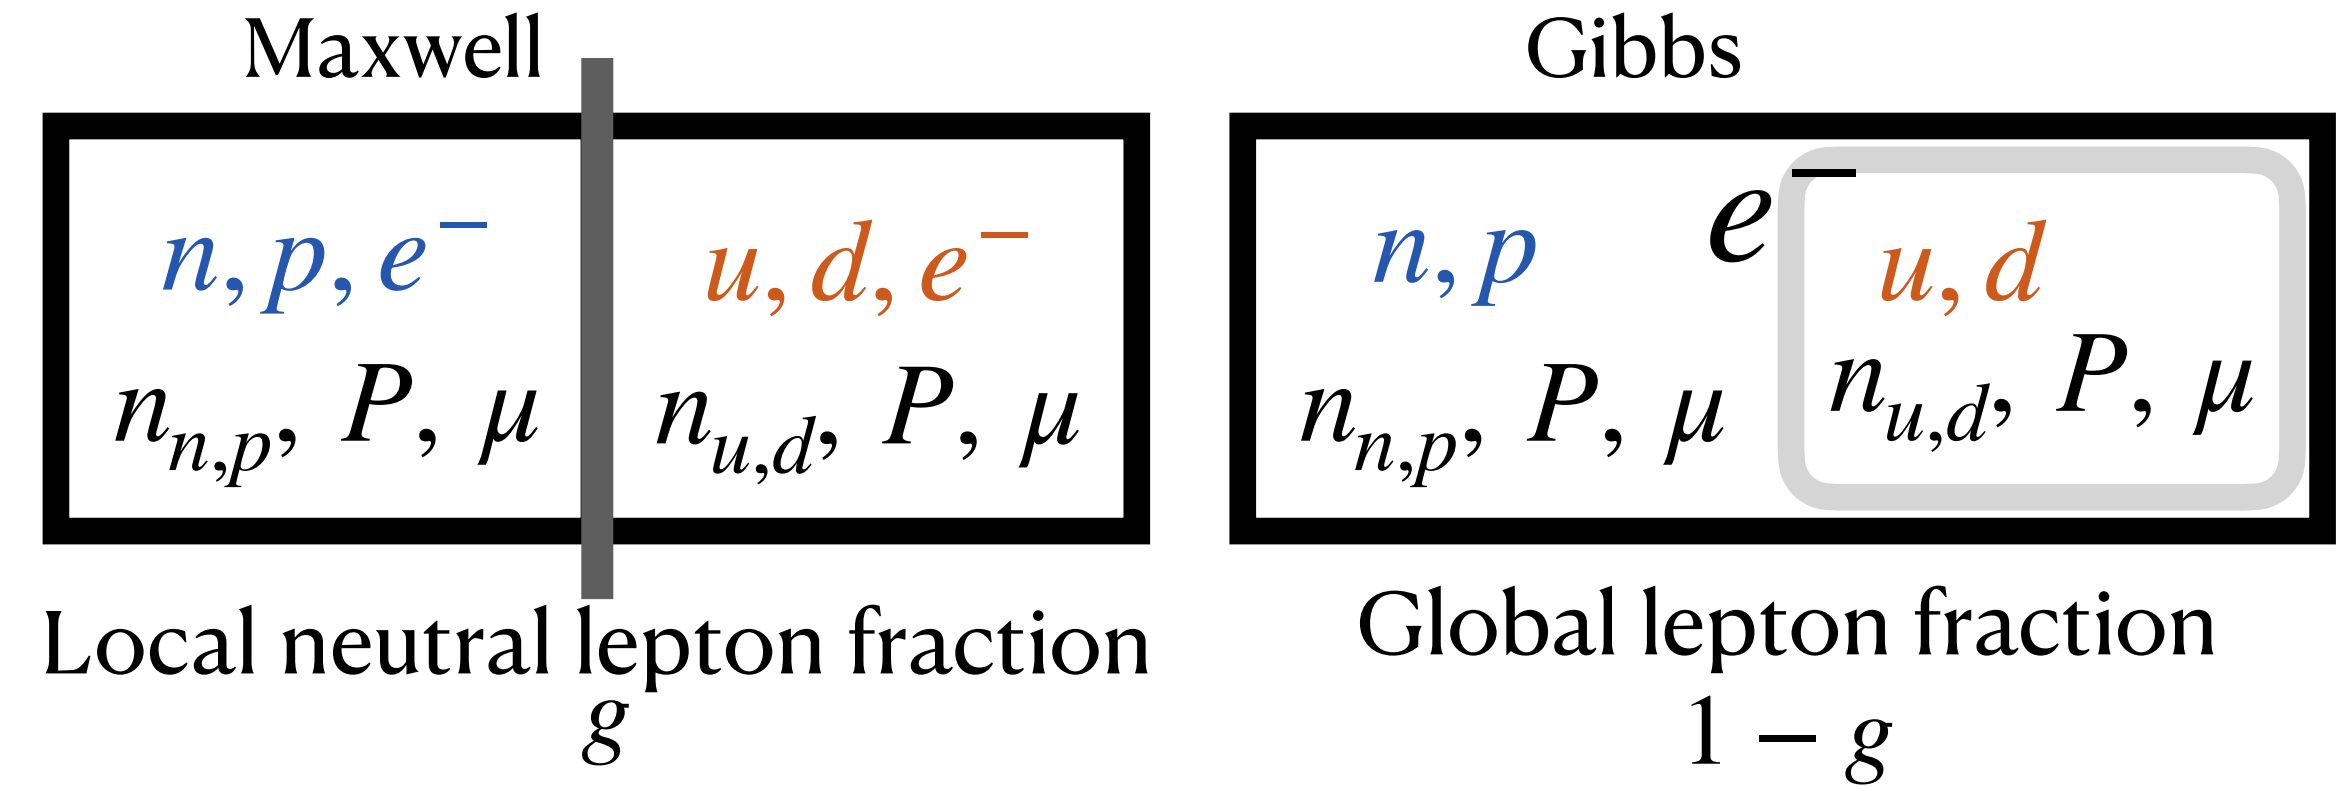 Maxwell
n, p, e⁻
u, d, e⁻
n_{n,p}, P, μ
n_{u,d}, P, μ
Local neutral lepton fraction
g
Gibbs
n, p
e⁻
u, d
n_{n,p}, P, μ
n_{u,d}, P, μ
Global lepton fraction
1 − g